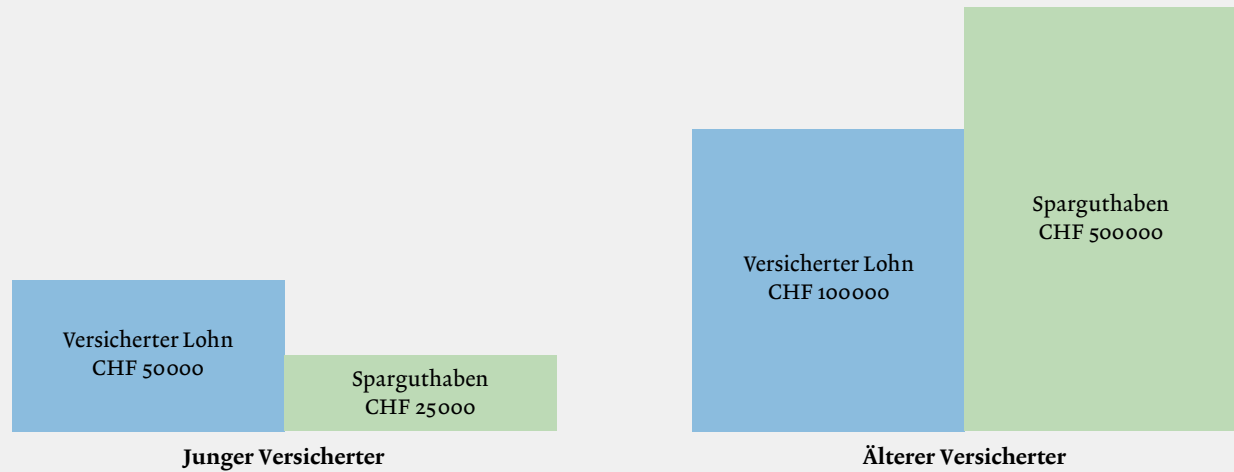 Versicherter Lohn
CHF 50000
Sparguthaben
CHF 25000
Junger Versicherter
Versicherter Lohn
CHF 100000
Sparguthaben
CHF 500000
Älterer Versicherter